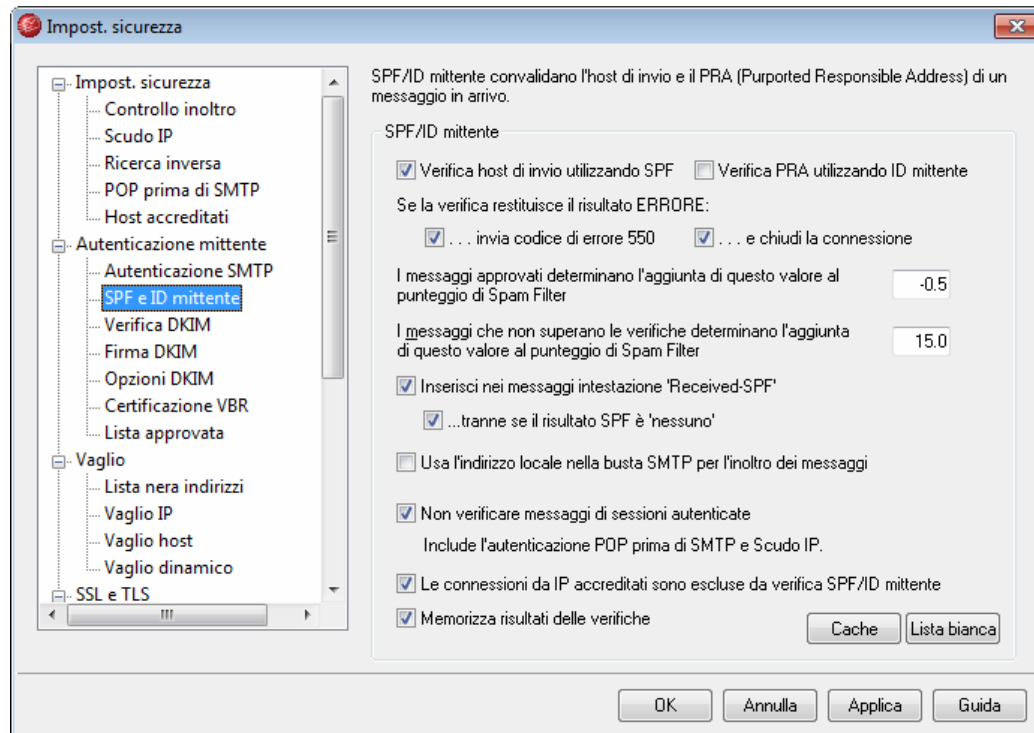 Impost. sicurezza
Impost. sicurezza
Controllo inoltro
Scudo IP
Ricerca inversa
POP prima di SMTP
Host accreditati
Autenticazione mittente
Autenticazione SMTP
SPF e ID mittente
Verifica DKIM
Firma DKIM
Opzioni DKIM
Certificazione VBR
Lista approvata
Vaglio
Lista nera indirizzi
Vaglio IP
Vaglio host
Vaglio dinamico
SSL e TLS
SPF/ID mittente convalidano l'host di invio e il PRA (Purported Responsible Address) di un
messaggio in arrivo.
SPF/ID mittente
Verifica host di invio utilizzando SPF
Verifica PRA utilizzando ID mittente
Se la verifica restituisce il risultato ERRORE:
. . . invia codice di errore 550
. . . e chiudi la connessione
I messaggi approvati determinano l'aggiunta di questo valore al
punteggio di Spam Filter
-0.5
I messaggi che non superano le verifiche determinano l'aggiunta
di questo valore al punteggio di Spam Filter
15.0
Inserisci nei messaggi intestazione 'Received-SPF'
...tranne se il risultato SPF è 'nessuno'
Usa l'indirizzo locale nella busta SMTP per l'inoltro dei messaggi
Non verificare messaggi di sessioni autenticate
Include l'autenticazione POP prima di SMTP e Scudo IP.
Le connessioni da IP accreditati sono escluse da verifica SPF/ID mittente
Memorizza risultati delle verifiche
Cache
Lista bianca
OK
Annulla
Applica
Guida